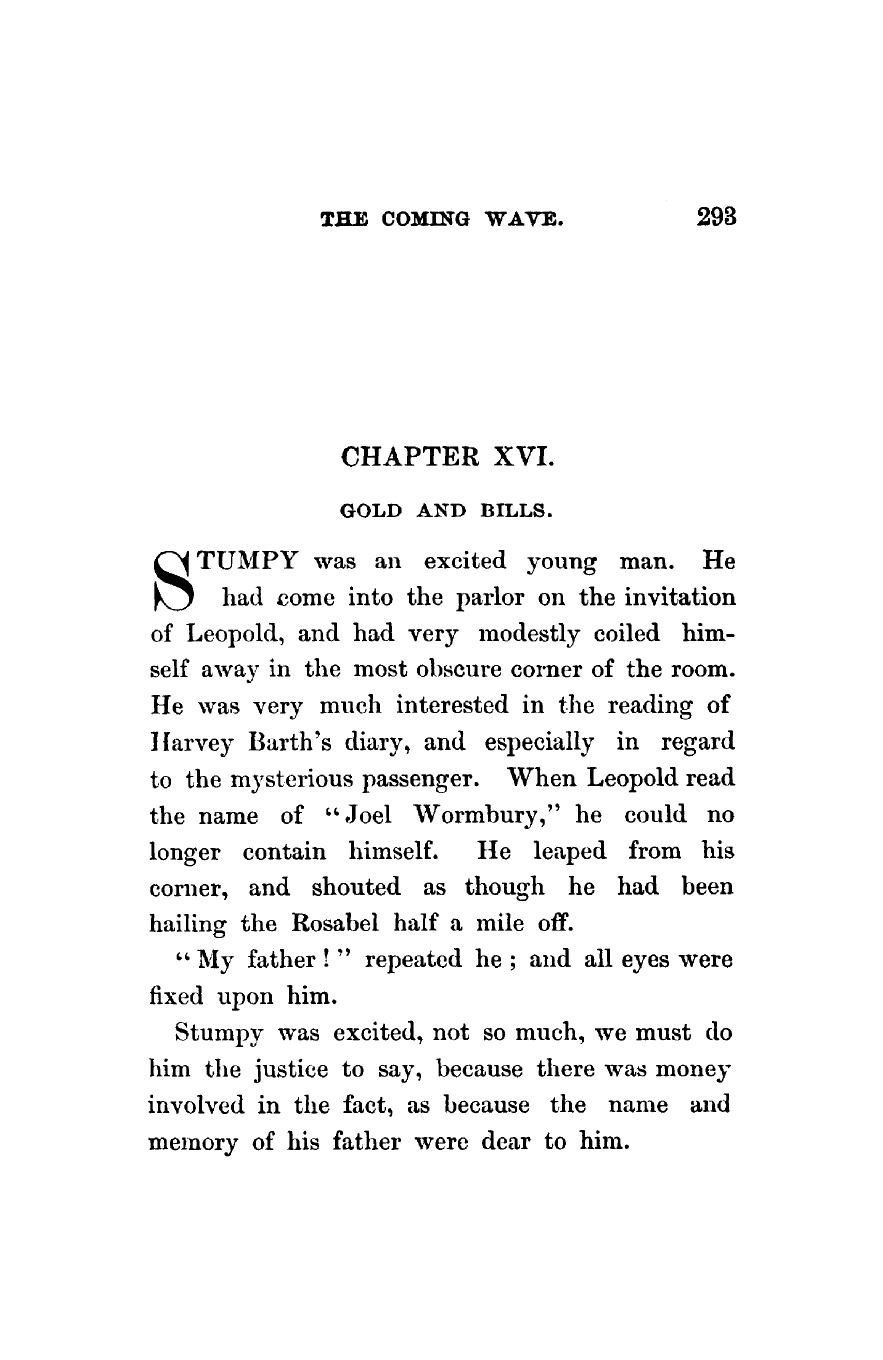 THE COMING WAVE. 293
CHAPTER XVI.
GOLD AND BILLS.
STUMPY was an excited young man. He
had come into the parlor on the invitation
of Leopold, and had very modestly coiled him-
self away in the most obscure corner of the room.
He was very much interested in the reading of
Harvey Barth's diary, and especially in regard
to the mysterious passenger. When Leopold read
the name of "Joel Wormbury," he could no
longer contain himself. He leaped from his
corner, and shouted as though he had been
hailing the Rosabel half a mile off.
"My father!" repeated he; and all eyes were
fixed upon him.
Stumpy was excited, not so much, we must do
him the justice to say, because there was money
involved in the fact, as because the name and
memory of his father were dear to him.